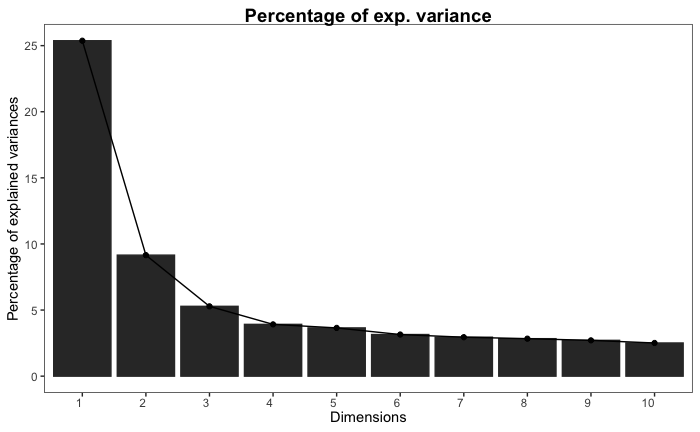 Percentage of exp. variance
Percentage of explained variances
25
20
15
10
5
0
1 2 3 4 5 6 7 8 9 10
Dimensions